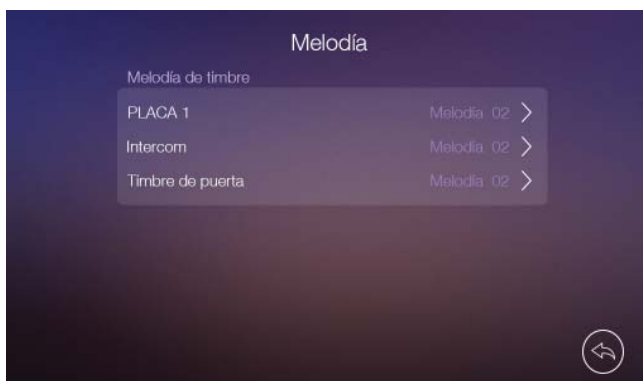 Melodía
Melodía de timbre
PLACA 1 Melodía 02
Intercom Melodía 02
Timbre de puerta Melodía 02